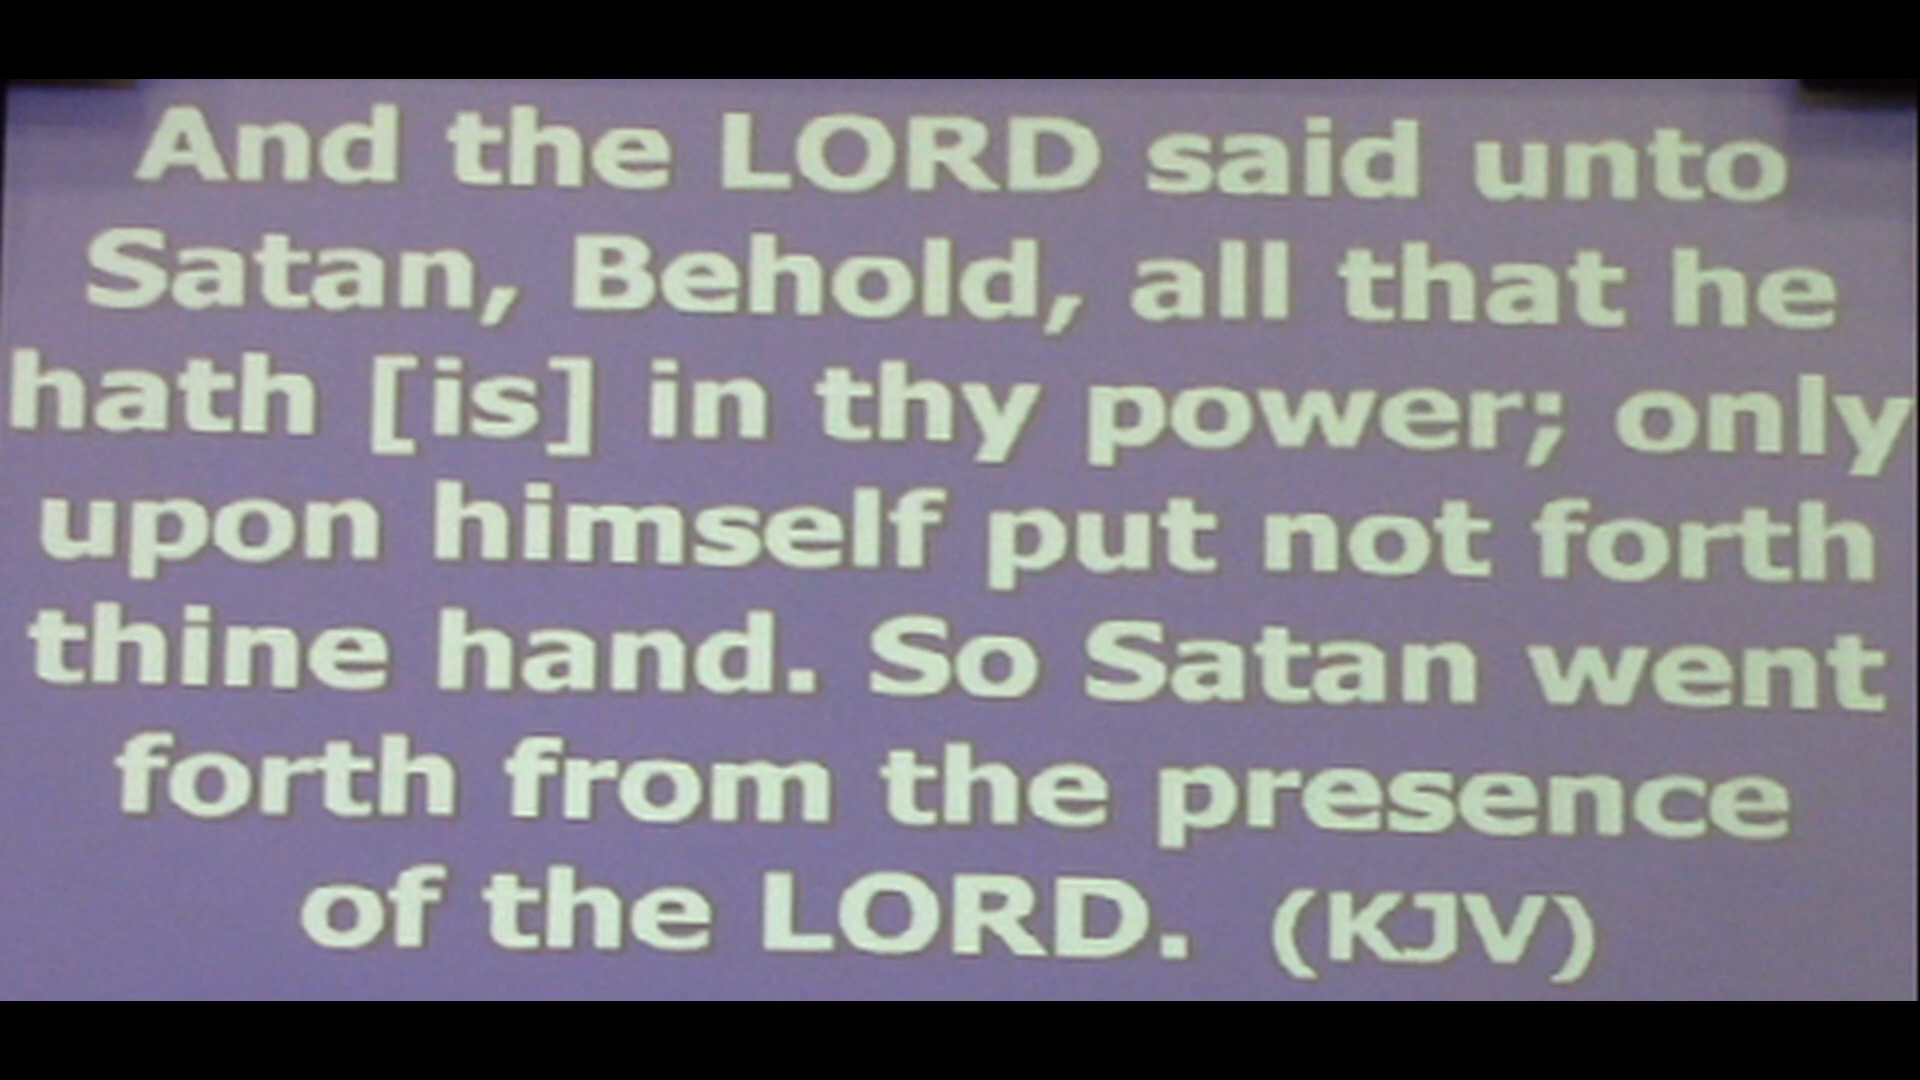 And the LORD said unto
Satan, Behold, all that he
hath [is] in thy power; only
upon himself put not forth
thine hand. So Satan went
forth from the presence
of the LORD. (KJV)